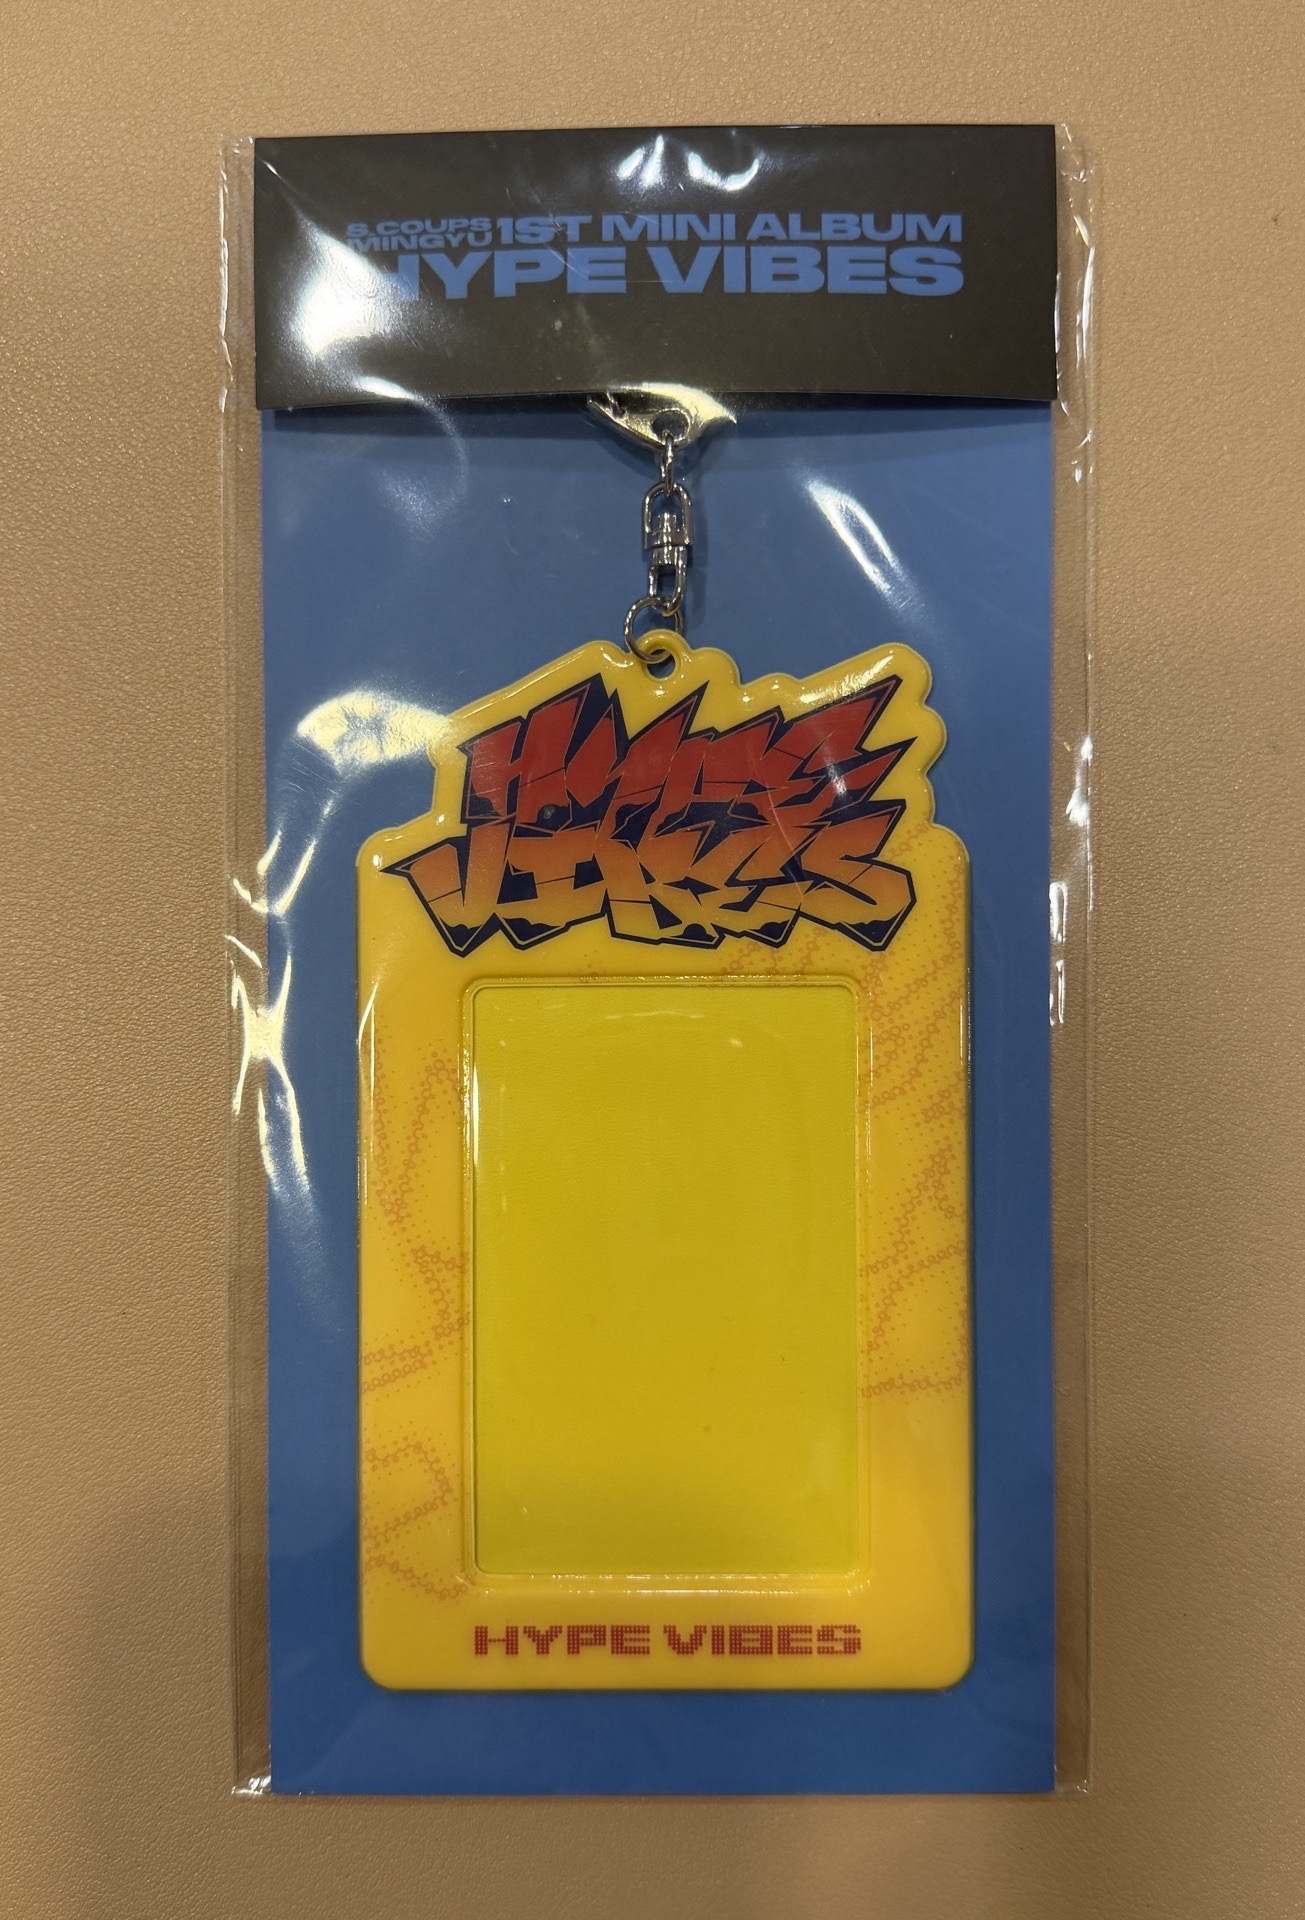 S.COUPS
MINGYU
1ST MINI ALBUM
HYPE VIBES
HYPE
VIBES
HYPE VIBES